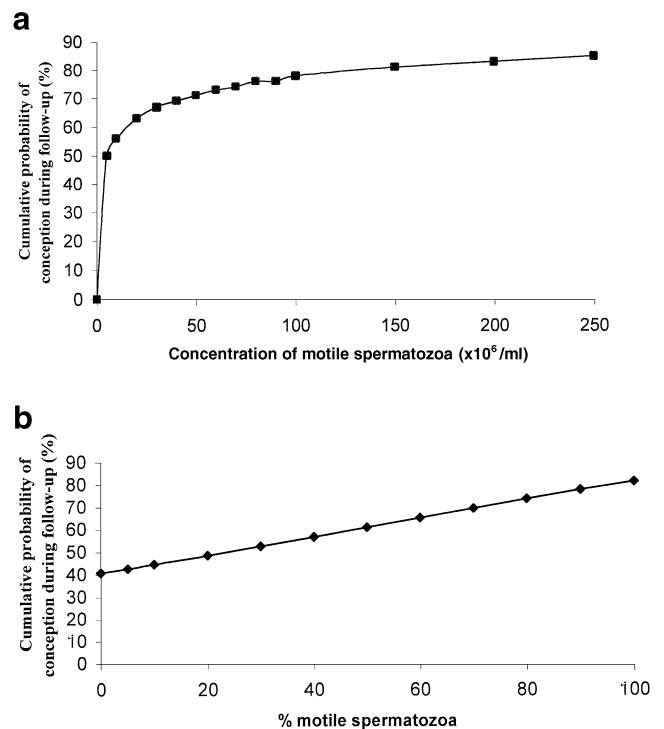 a
Cumulative probability of
conception during follow-up (%)
90
80
70
60
50
40
30
20
10
0
0 50 100 150 200 250
Concentration of motile spermatozoa (x10⁶/ml)
b
Cumulative probability of
conception during follow-up (%)
90
80
70
60
50
40
30
20
10
0
0 20 40 60 80 100
% motile spermatozoa